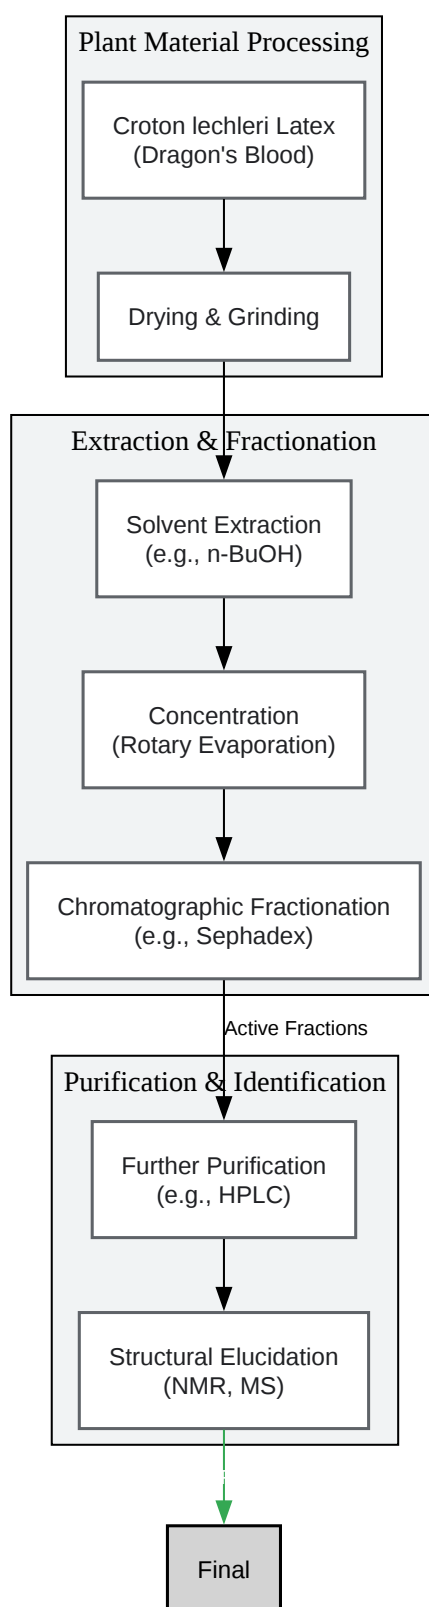 Plant Material Processing
Croton lechleri Latex
(Dragon's Blood)
Drying & Grinding
Extraction & Fractionation
Solvent Extraction
(e.g., n-BuOH)
Concentration
(Rotary Evaporation)
Chromatographic Fractionation
(e.g., Sephadex)
Active Fractions
Purification & Identification
Further Purification
(e.g., HPLC)
Structural Elucidation
(NMR, MS)
Final